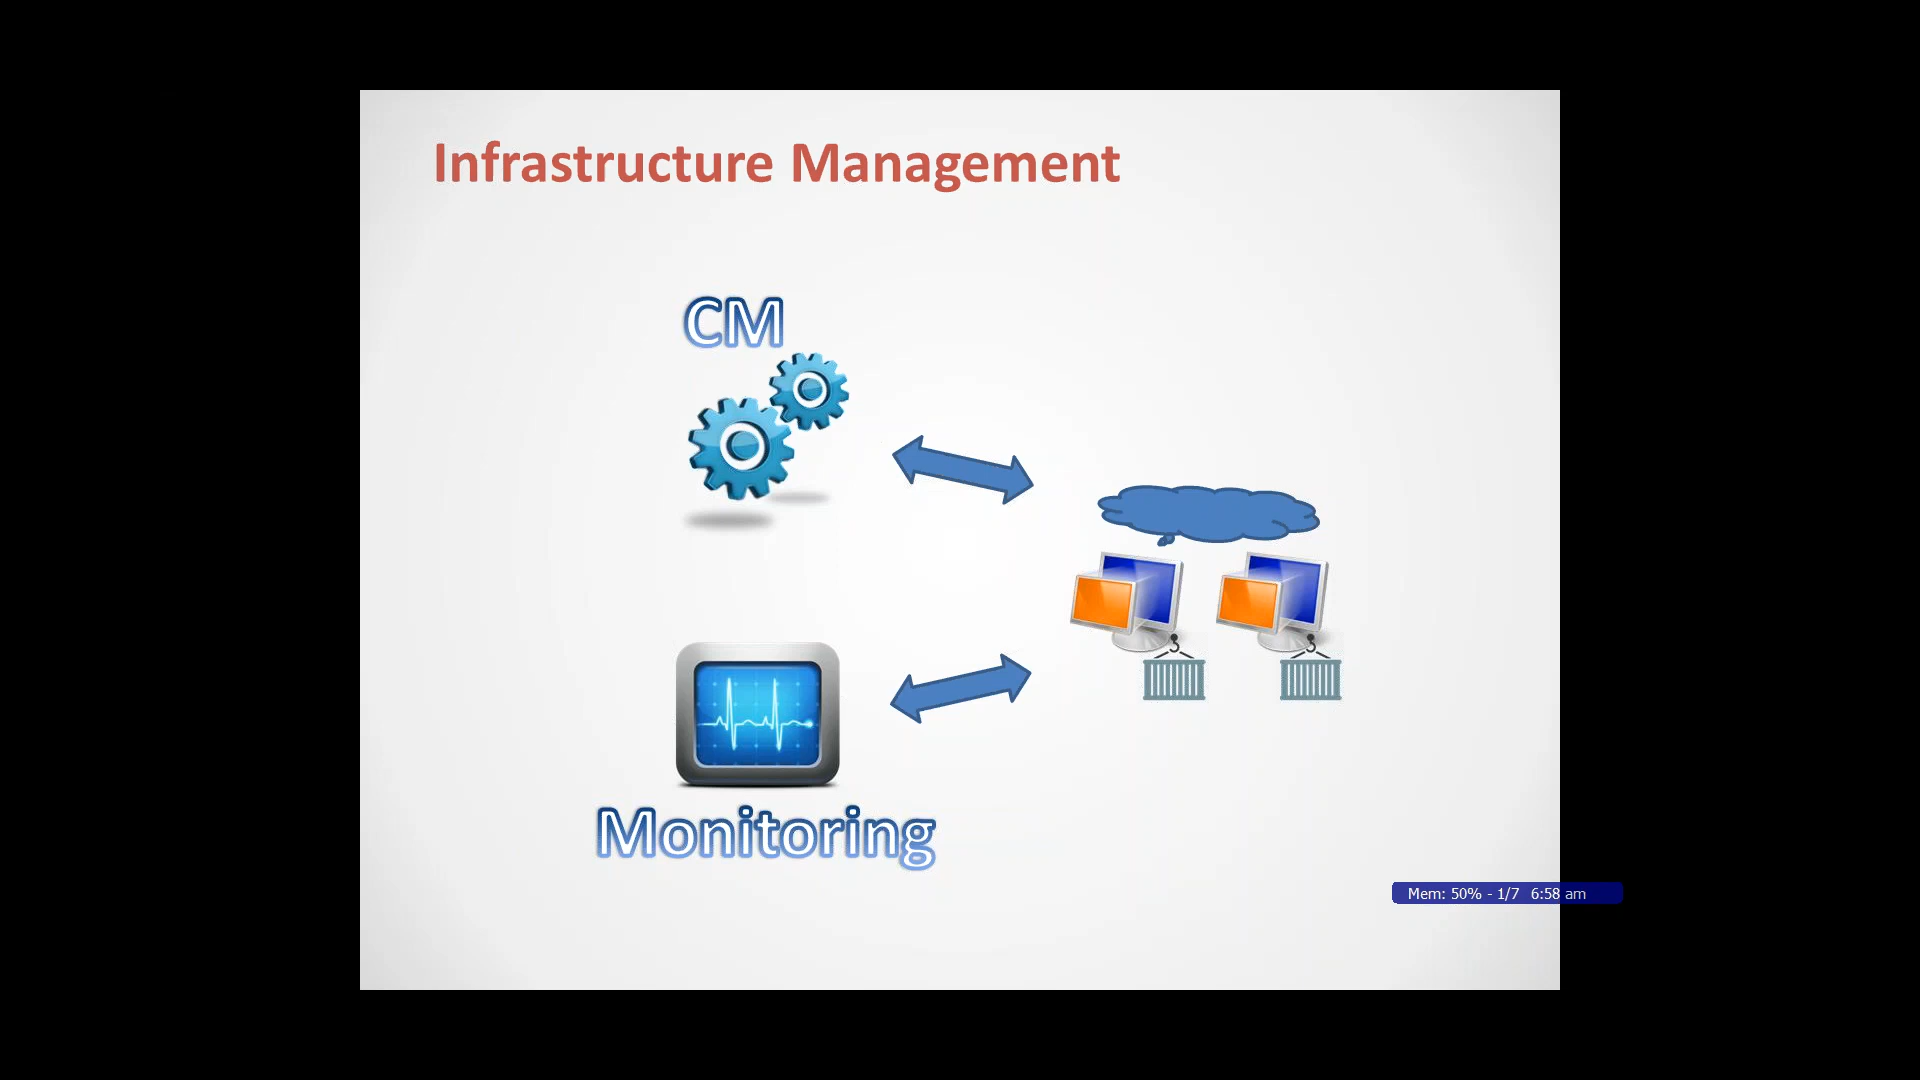 Infrastructure Management
CM
Monitoring
Mem: 50% - 1/7 6:58 am